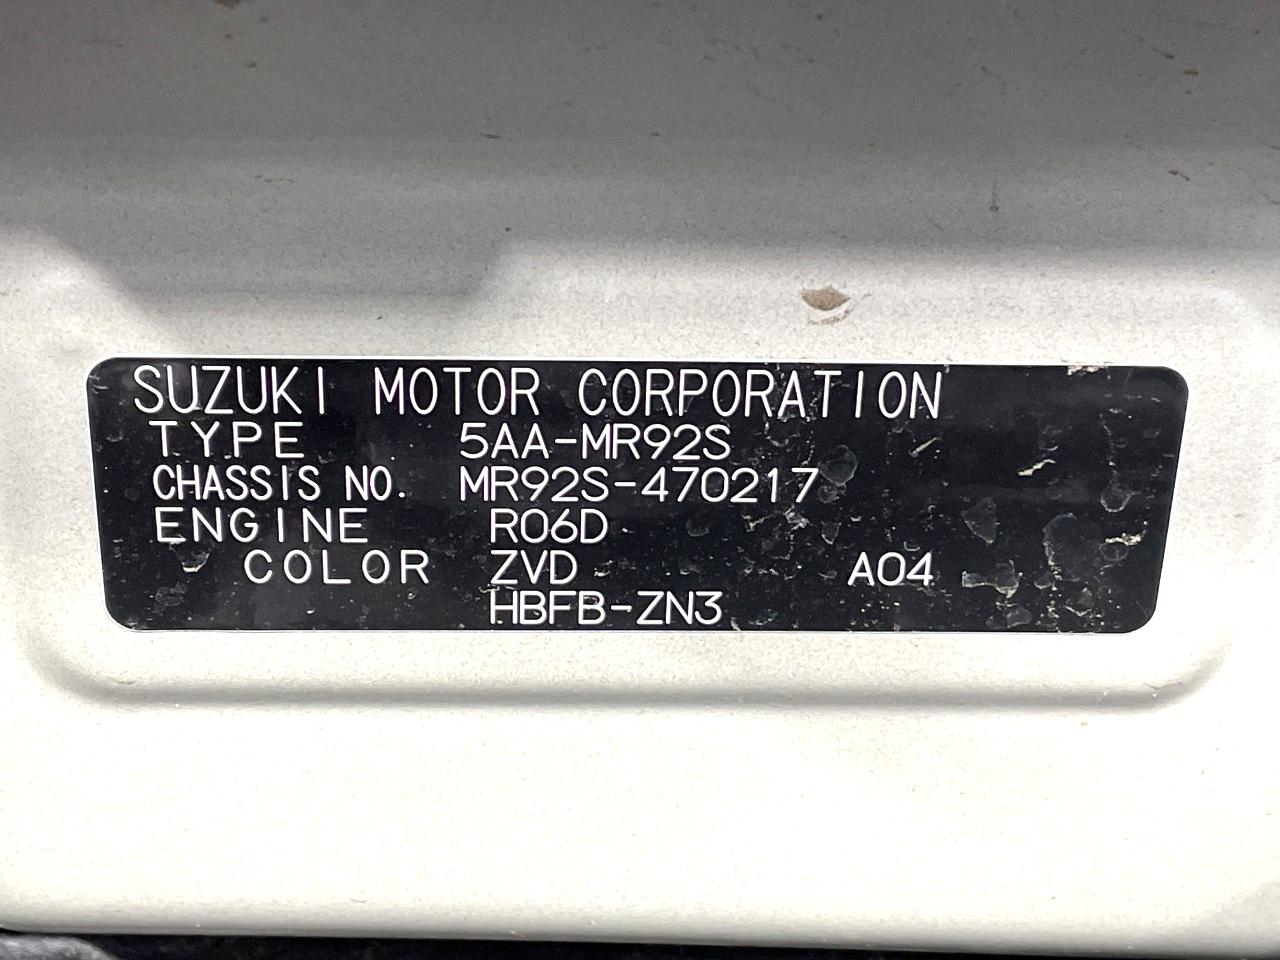 SUZUKI MOTOR CORPORATION
TYPE 5AA-MR92S
CHASSIS NO. MR92S-470217
ENGINE R06D
COLOR ZVD A04
HBFB-ZN3